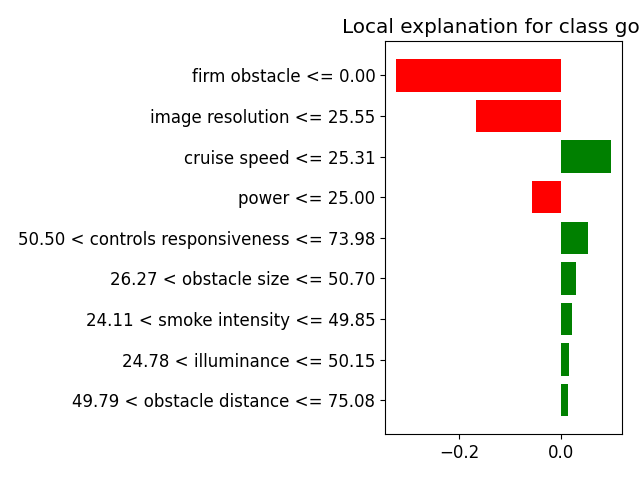 Local explanation for class go
firm obstacle <= 0.00
image resolution <= 25.55
cruise speed <= 25.31
power <= 25.00
50.50 < controls responsiveness <= 73.98
26.27 < obstacle size <= 50.70
24.11 < smoke intensity <= 49.85
24.78 < illuminance <= 50.15
49.79 < obstacle distance <= 75.08
−0.2 0.0